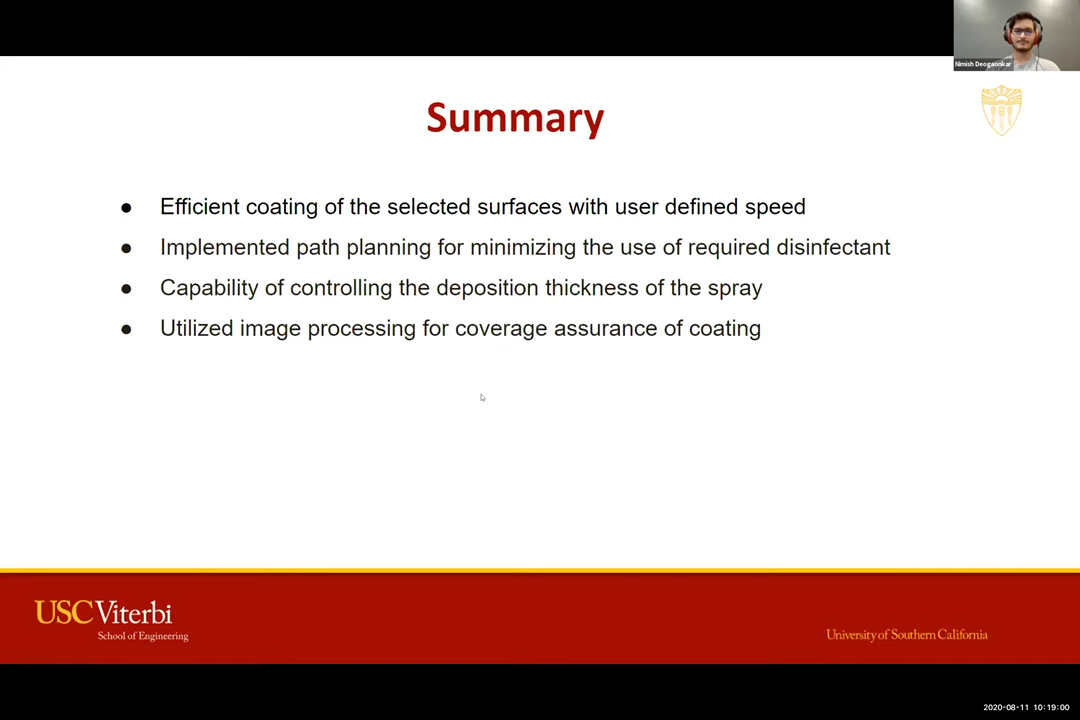 Nimish Deogaonkar
Summary
● Efficient coating of the selected surfaces with user defined speed
● Implemented path planning for minimizing the use of required disinfectant
● Capability of controlling the deposition thickness of the spray
● Utilized image processing for coverage assurance of coating
USC Viterbi
School of Engineering
University of Southern California
2020-08-11 10:19:00